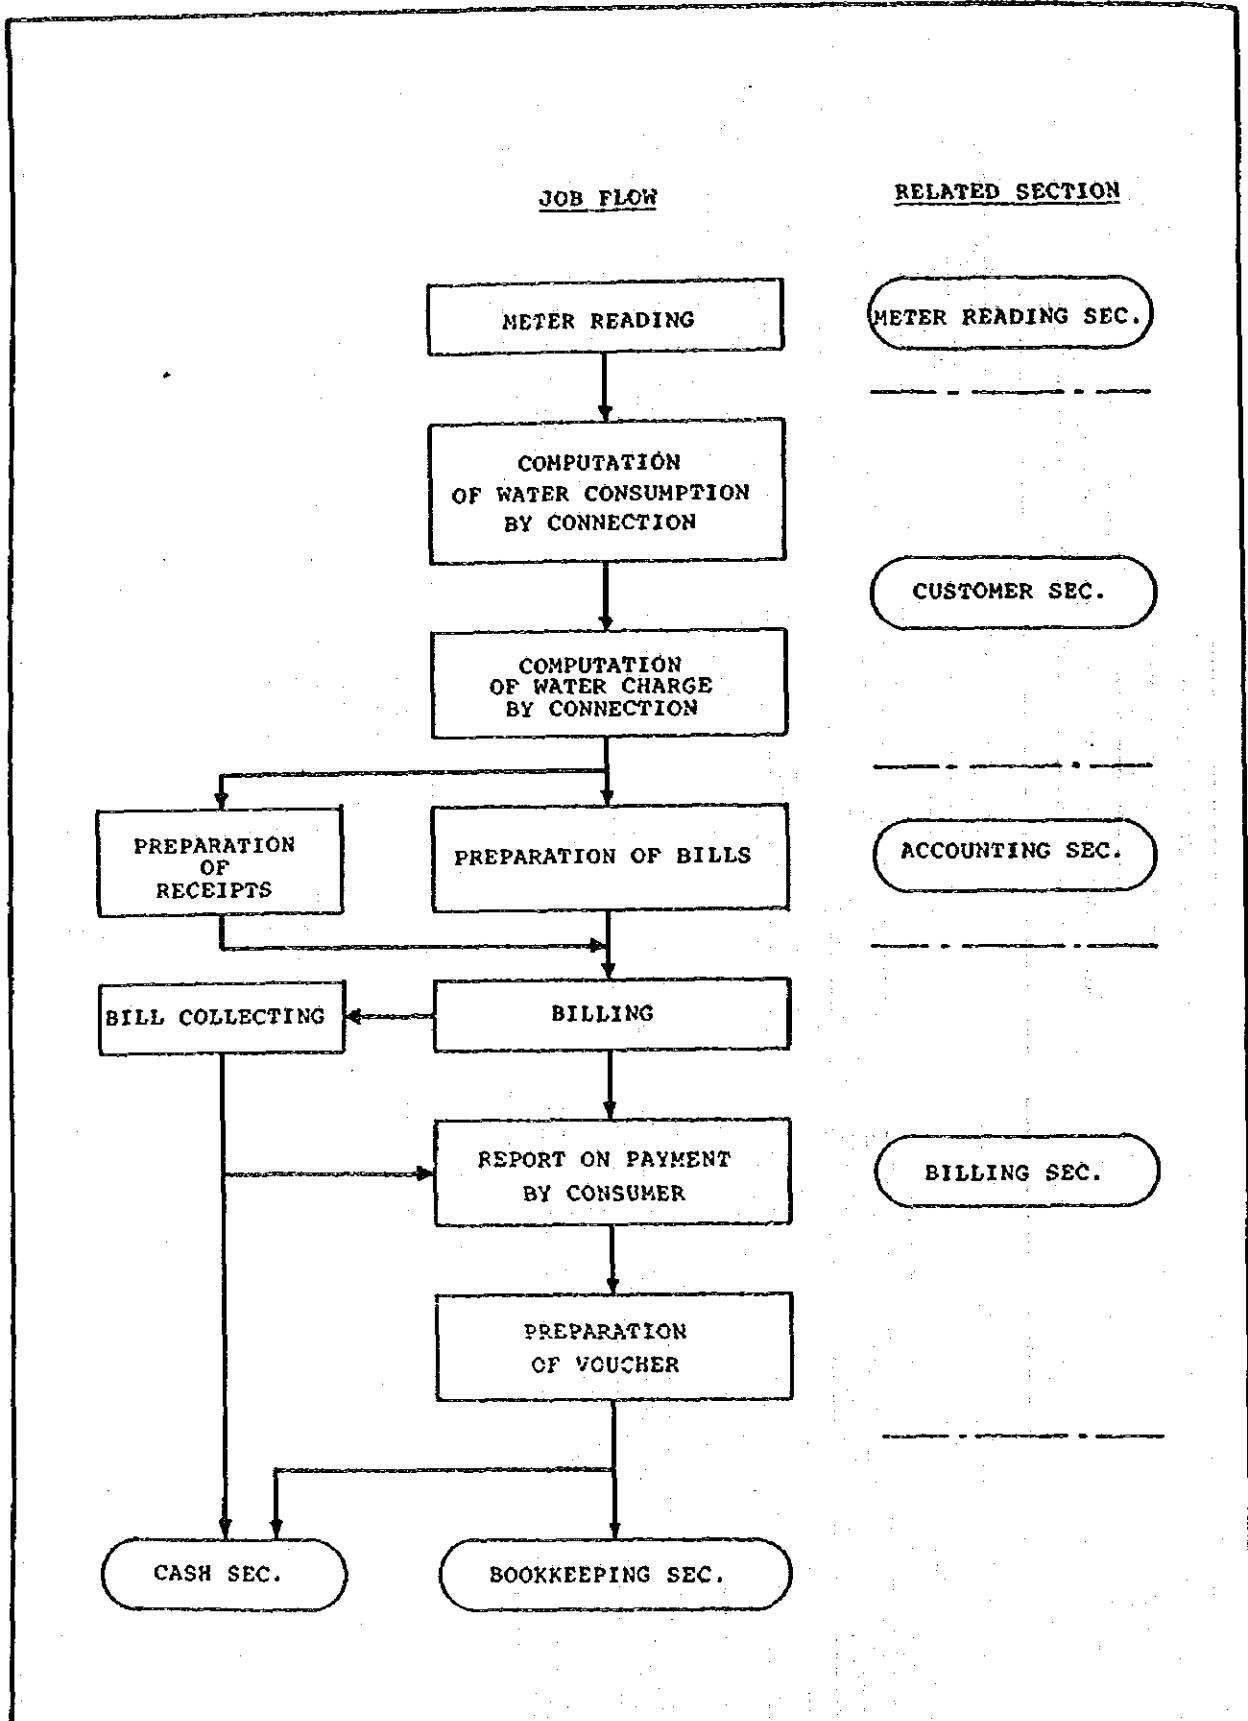 JOB FLOW
RELATED SECTION
METER READING
METER READING SEC.
COMPUTATION
OF WATER CONSUMPTION
BY CONNECTION
CUSTOMER SEC.
COMPUTATION
OF WATER CHARGE
BY CONNECTION
PREPARATION
OF
RECEIPTS
PREPARATION OF BILLS
ACCOUNTING SEC.
BILL COLLECTING
BILLING
REPORT ON PAYMENT
BY CONSUMER
BILLING SEC.
PREPARATION
OF VOUCHER
CASH SEC.
BOOKKEEPING SEC.